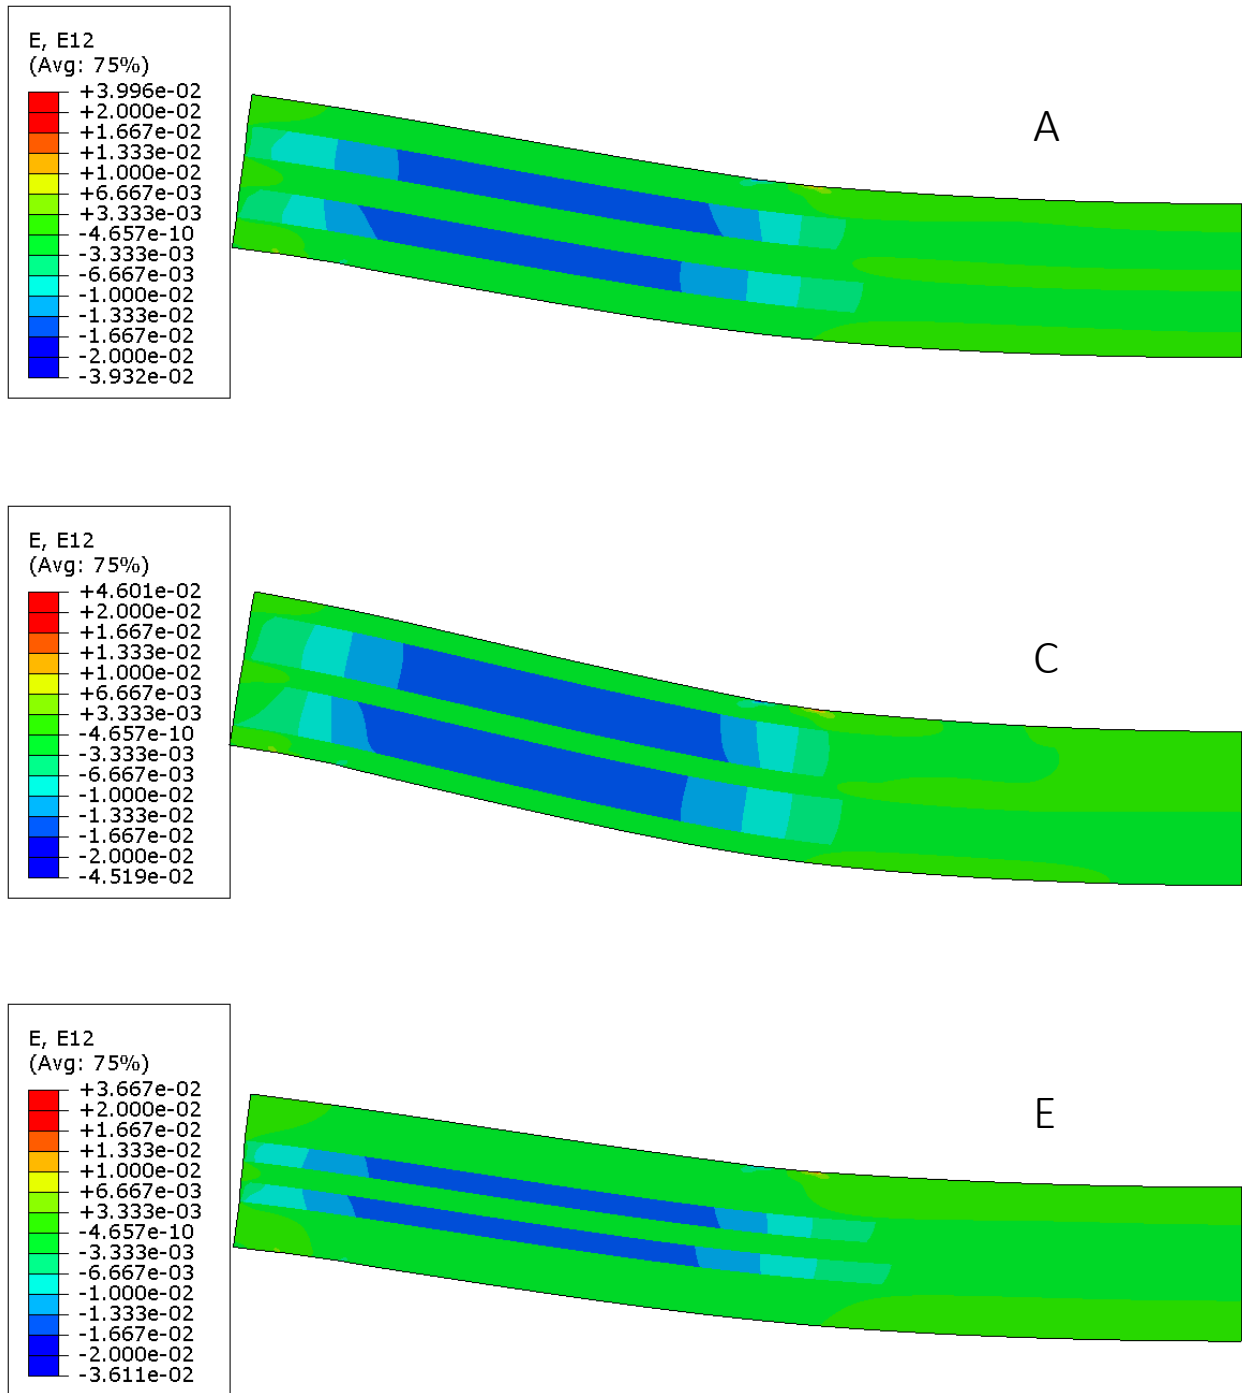 E, E12
(Avg: 75%)
+3.996e-02
+2.000e-02
+1.667e-02
+1.333e-02
+1.000e-02
+6.667e-03
+3.333e-03
-4.657e-10
-3.333e-03
-6.667e-03
-1.000e-02
-1.333e-02
-1.667e-02
-2.000e-02
-3.932e-02
A
E, E12
(Avg: 75%)
+4.601e-02
+2.000e-02
+1.667e-02
+1.333e-02
+1.000e-02
+6.667e-03
+3.333e-03
-4.657e-10
-3.333e-03
-6.667e-03
-1.000e-02
-1.333e-02
-1.667e-02
-2.000e-02
-4.519e-02
C
E, E12
(Avg: 75%)
+3.667e-02
+2.000e-02
+1.667e-02
+1.333e-02
+1.000e-02
+6.667e-03
+3.333e-03
-4.657e-10
-3.333e-03
-6.667e-03
-1.000e-02
-1.333e-02
-1.667e-02
-2.000e-02
-3.611e-02
E